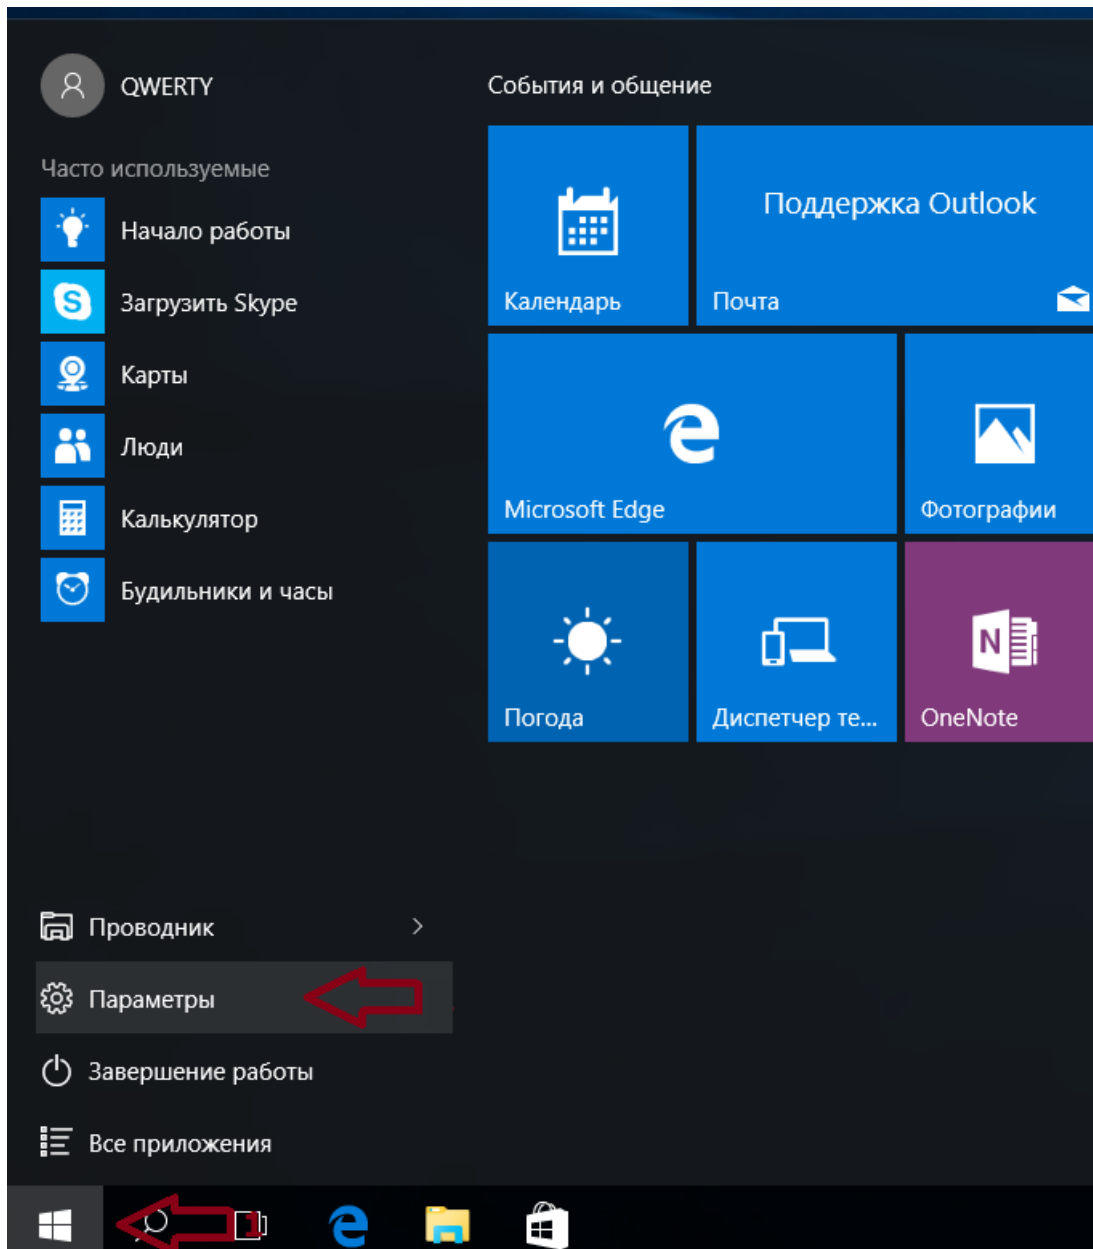 QWERTY
Часто используемые
Начало работы
Загрузить Skype
Карты
Люди
Калькулятор
Будильники и часы
Проводник
Параметры
Завершение работы
Все приложения
События и общение
Календарь
Поддержка Outlook
Почта
Microsoft Edge
Фотографии
Погода
Диспетчер те...
OneNote